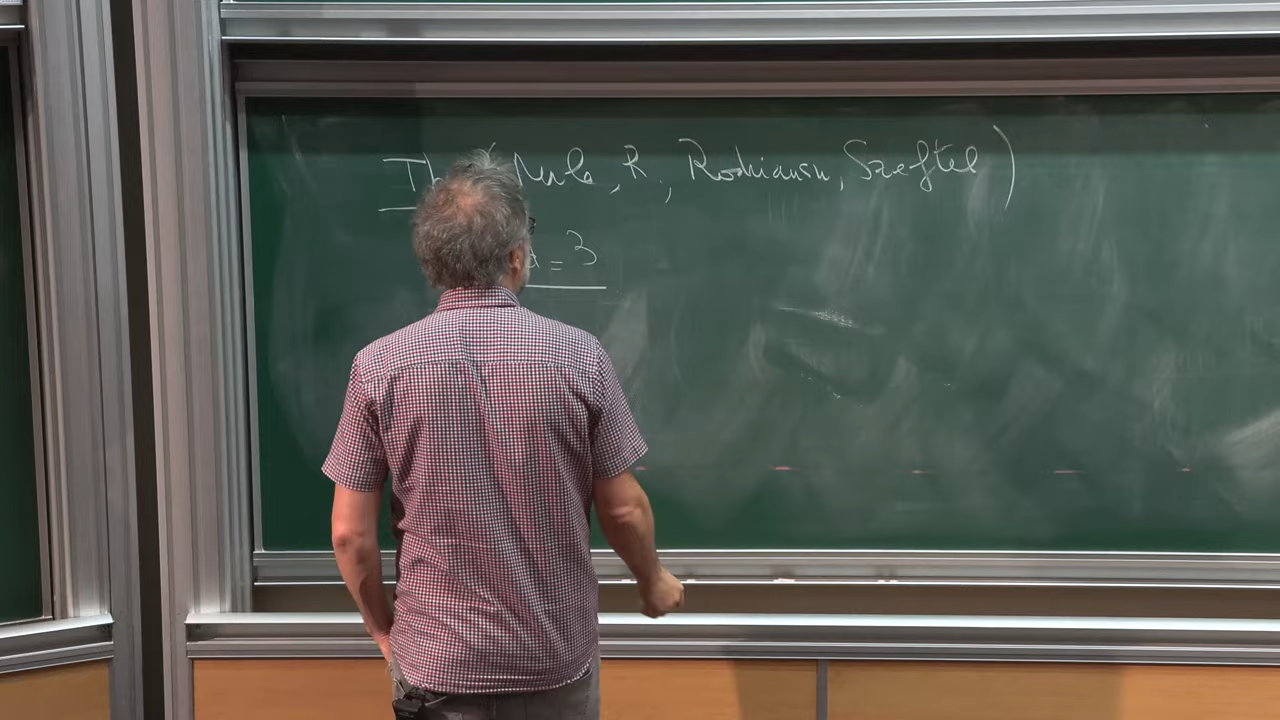 Th (Merle, R., Rodnianski, Szeftel)
d = 3